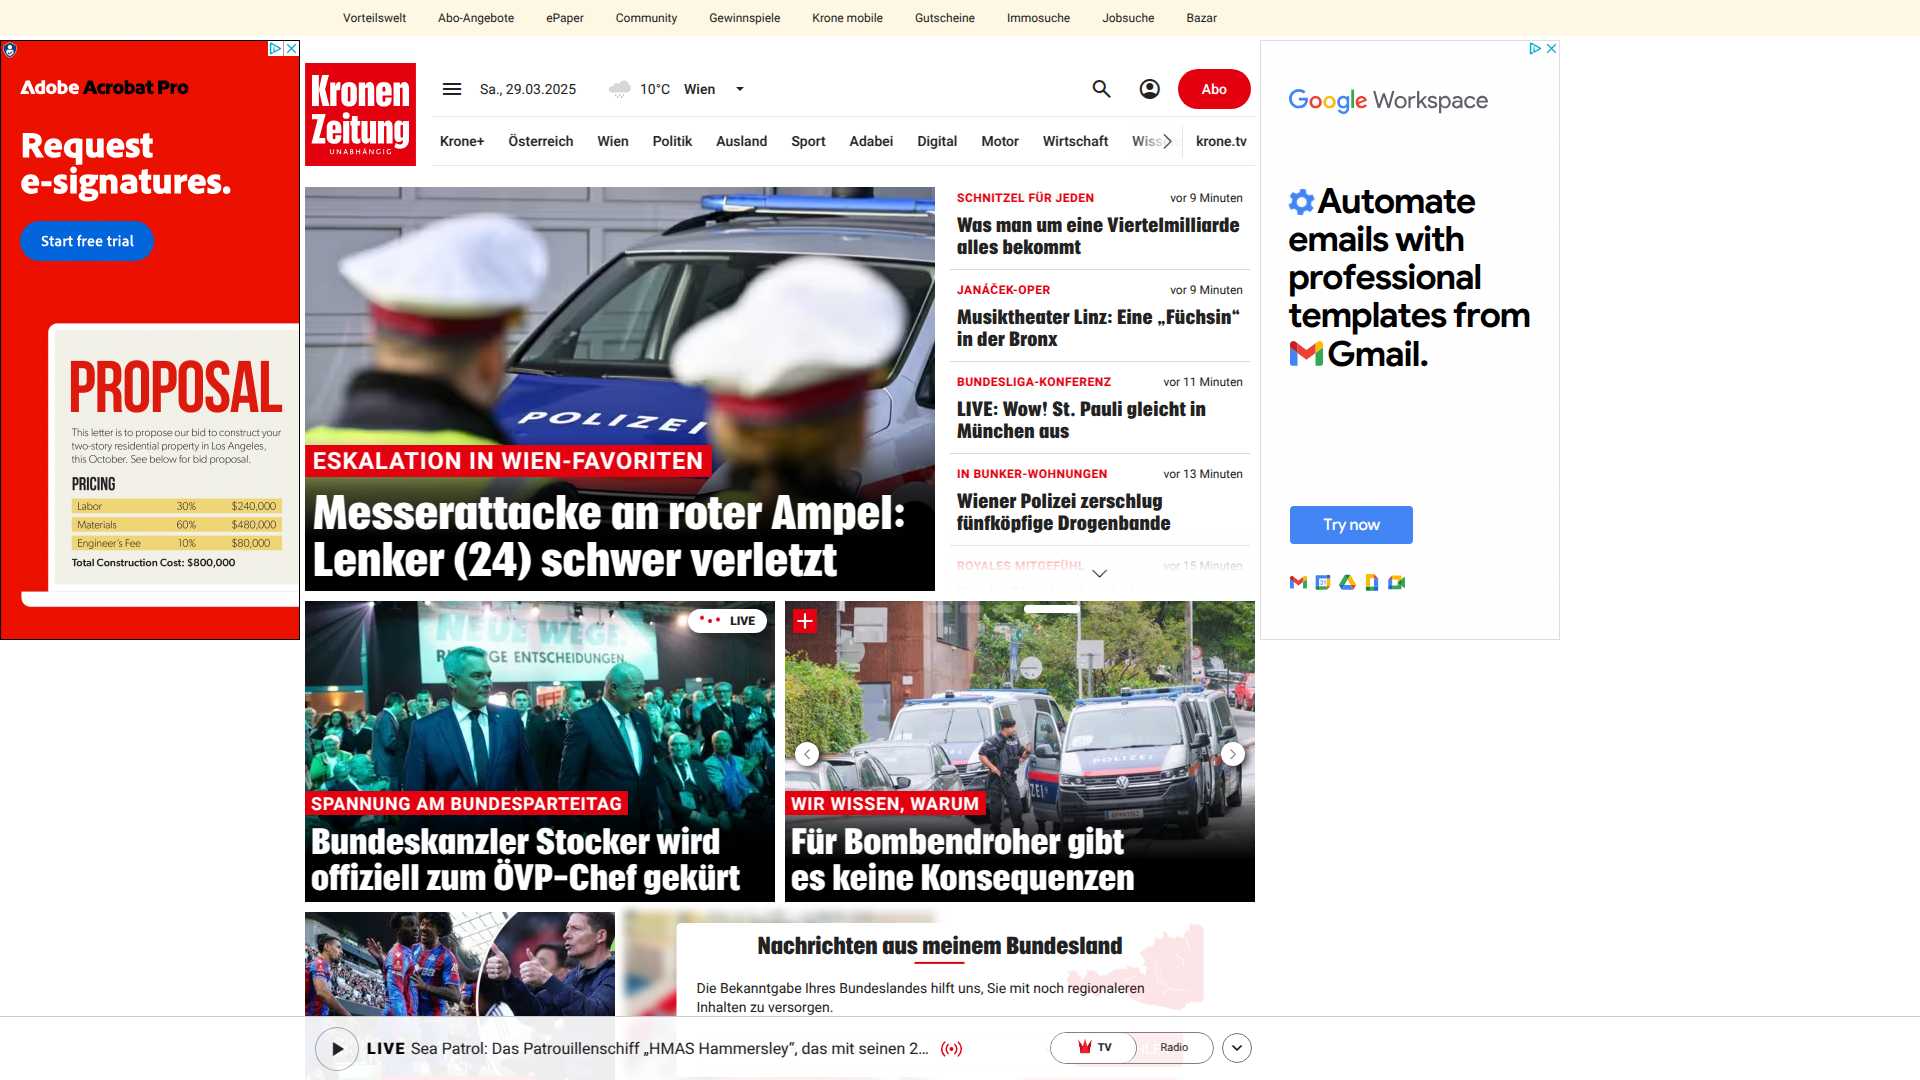 Vorteilswelt Abo-Angebote ePaper Community Gewinnspiele Krone mobile Gutscheine Immosuche Jobsuche Bazar
Adobe Acrobat Pro
Request
e-signatures.
Start free trial
PROPOSAL
This letter is to propose our bid to construct your
two-story residential property in Los Angeles,
this October. See below for bid proposal.
PRICING
Labor 30% $240,000
Materials 60% $480,000
Engineer's Fee 10% $80,000
Total Construction Cost: $800,000
Kronen
Zeitung
UNABHÄNGIG
Sa., 29.03.2025 10°C Wien
Abo
Krone+ Österreich Wien Politik Ausland Sport Adabei Digital Motor Wirtschaft Wiss krone.tv
POLIZEI
ESKALATION IN WIEN-FAVORITEN
Messerattacke an roter Ampel:
Lenker (24) schwer verletzt
SCHNITZEL FÜR JEDEN vor 9 Minuten
Was man um eine Viertelmilliarde
alles bekommt
JANÁČEK-OPER vor 9 Minuten
Musiktheater Linz: Eine „Füchsin“
in der Bronx
BUNDESLIGA-KONFERENZ vor 11 Minuten
LIVE: Wow! St. Pauli gleicht in
München aus
IN BUNKER-WOHNUNGEN vor 13 Minuten
Wiener Polizei zerschlug
fünfköpfige Drogenbande
ROYALES MITGEFÜHL vor 15 Minuten
NEUE WEGE.
ENTSCHEIDUNGEN.
LIVE
SPANNUNG AM BUNDESPARTEITAG
Bundeskanzler Stocker wird
offiziell zum ÖVP-Chef gekürt
POLIZEI
WIR WISSEN, WARUM
Für Bombendroher gibt
es keine Konsequenzen
Nachrichten aus meinem Bundesland
Die Bekanntgabe Ihres Bundeslandes hilft uns, Sie mit noch regionaleren
Inhalten zu versorgen.
LIVE Sea Patrol: Das Patrouillenschiff „HMAS Hammersley“, das mit seinen 2...
TV Radio
Google Workspace
Automate
emails with
professional
templates from
Gmail.
Try now